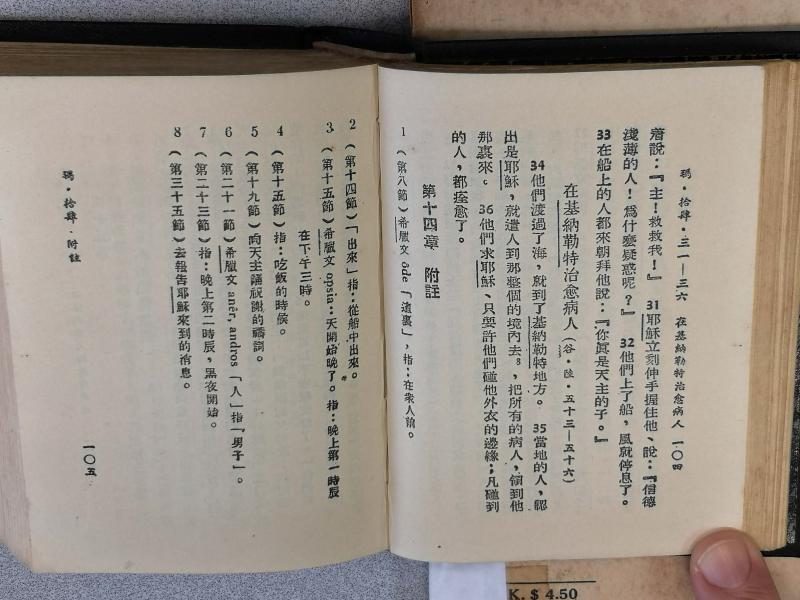 瑪・拾肆・三一—三六 在基納勒特治愈病人 一〇四
着說：『主！救救我！』 31耶穌立刻伸手握住他、說：『信德
淺薄的人！爲什麼疑惑呢？』 32他們上了船，風就停息了。
33在船上的人都來朝拜他說：『你眞是天主的子。』
在基納勒特治愈病人（谷・陸・五十三—五十六）
34他們渡過了海，就到了基納勒特地方。 35當地的人，認
出是耶穌，就遣人到那整個的境內去。，把所有的病人，領到他
那裏來。 36他們求耶穌、只要許他們碰他外衣的邊緣；凡碰到
的人，都痊愈了。
第十四章 附註
1 （第八節）希臘文 ōde「這裏」，指：在衆人前。
2 （第十四節）「出來」指：從船中出來。
3 （第十五節）希臘文 opsia：天開始晚了。指：晚上第一時辰
在下午三時。
4 （第十五節）指：吃飯的時候。
5 （第十九節）向天主誦祝謝的禱詞。
6 （第二十一節）希臘文 anêr, andros「人」指「男子」。
7 （第二十三節）指：晚上第二時辰，黑夜開始。
8 （第三十五節）去報告耶穌來到的消息。
瑪・拾肆・附註
一〇五
K. $ 4.50